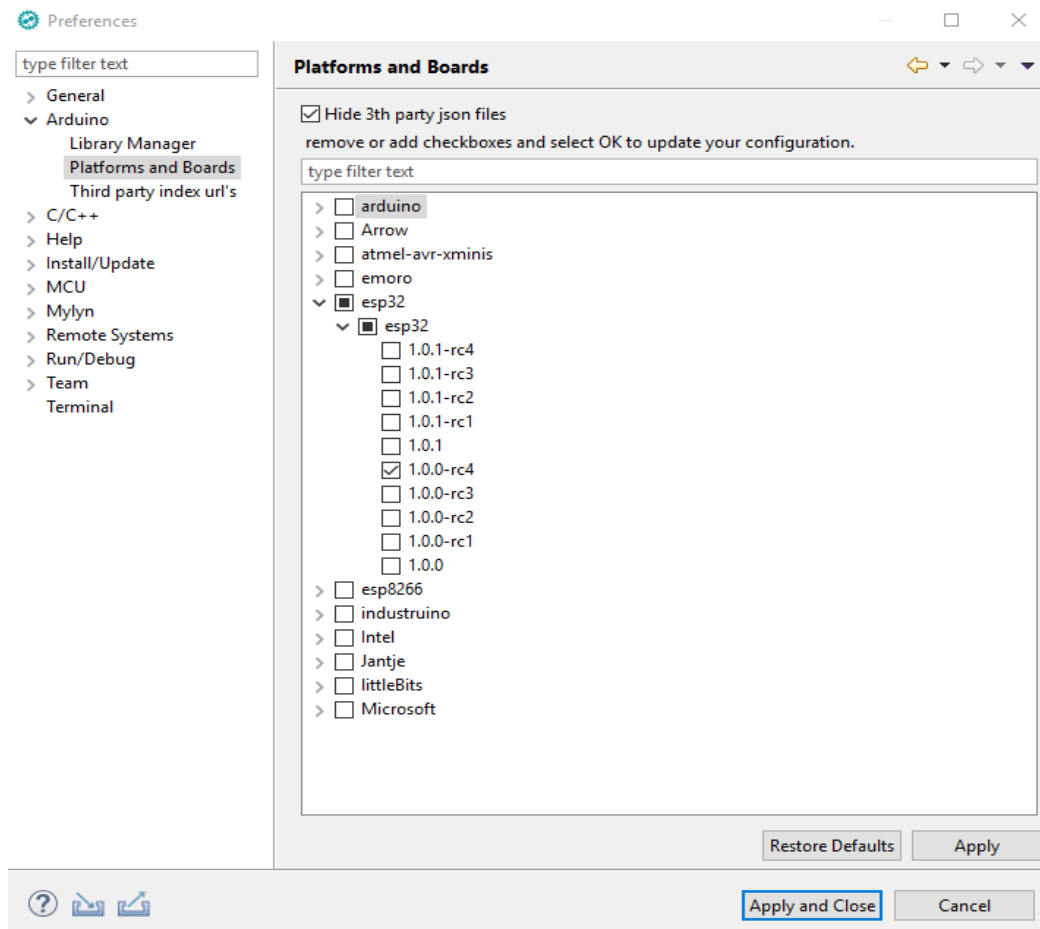 Preferences
type filter text
General
Arduino
Library Manager
Platforms and Boards
Third party index url's
C/C++
Help
Install/Update
MCU
Mylyn
Remote Systems
Run/Debug
Team
Terminal
Platforms and Boards
Hide 3th party json files
remove or add checkboxes and select OK to update your configuration.
type filter text
arduino
Arrow
atmel-avr-xminis
emoro
esp32
esp32
1.0.1-rc4
1.0.1-rc3
1.0.1-rc2
1.0.1-rc1
1.0.1
1.0.0-rc4
1.0.0-rc3
1.0.0-rc2
1.0.0-rc1
1.0.0
esp8266
industruino
Intel
Jantje
littleBits
Microsoft
Restore Defaults
Apply
Apply and Close
Cancel